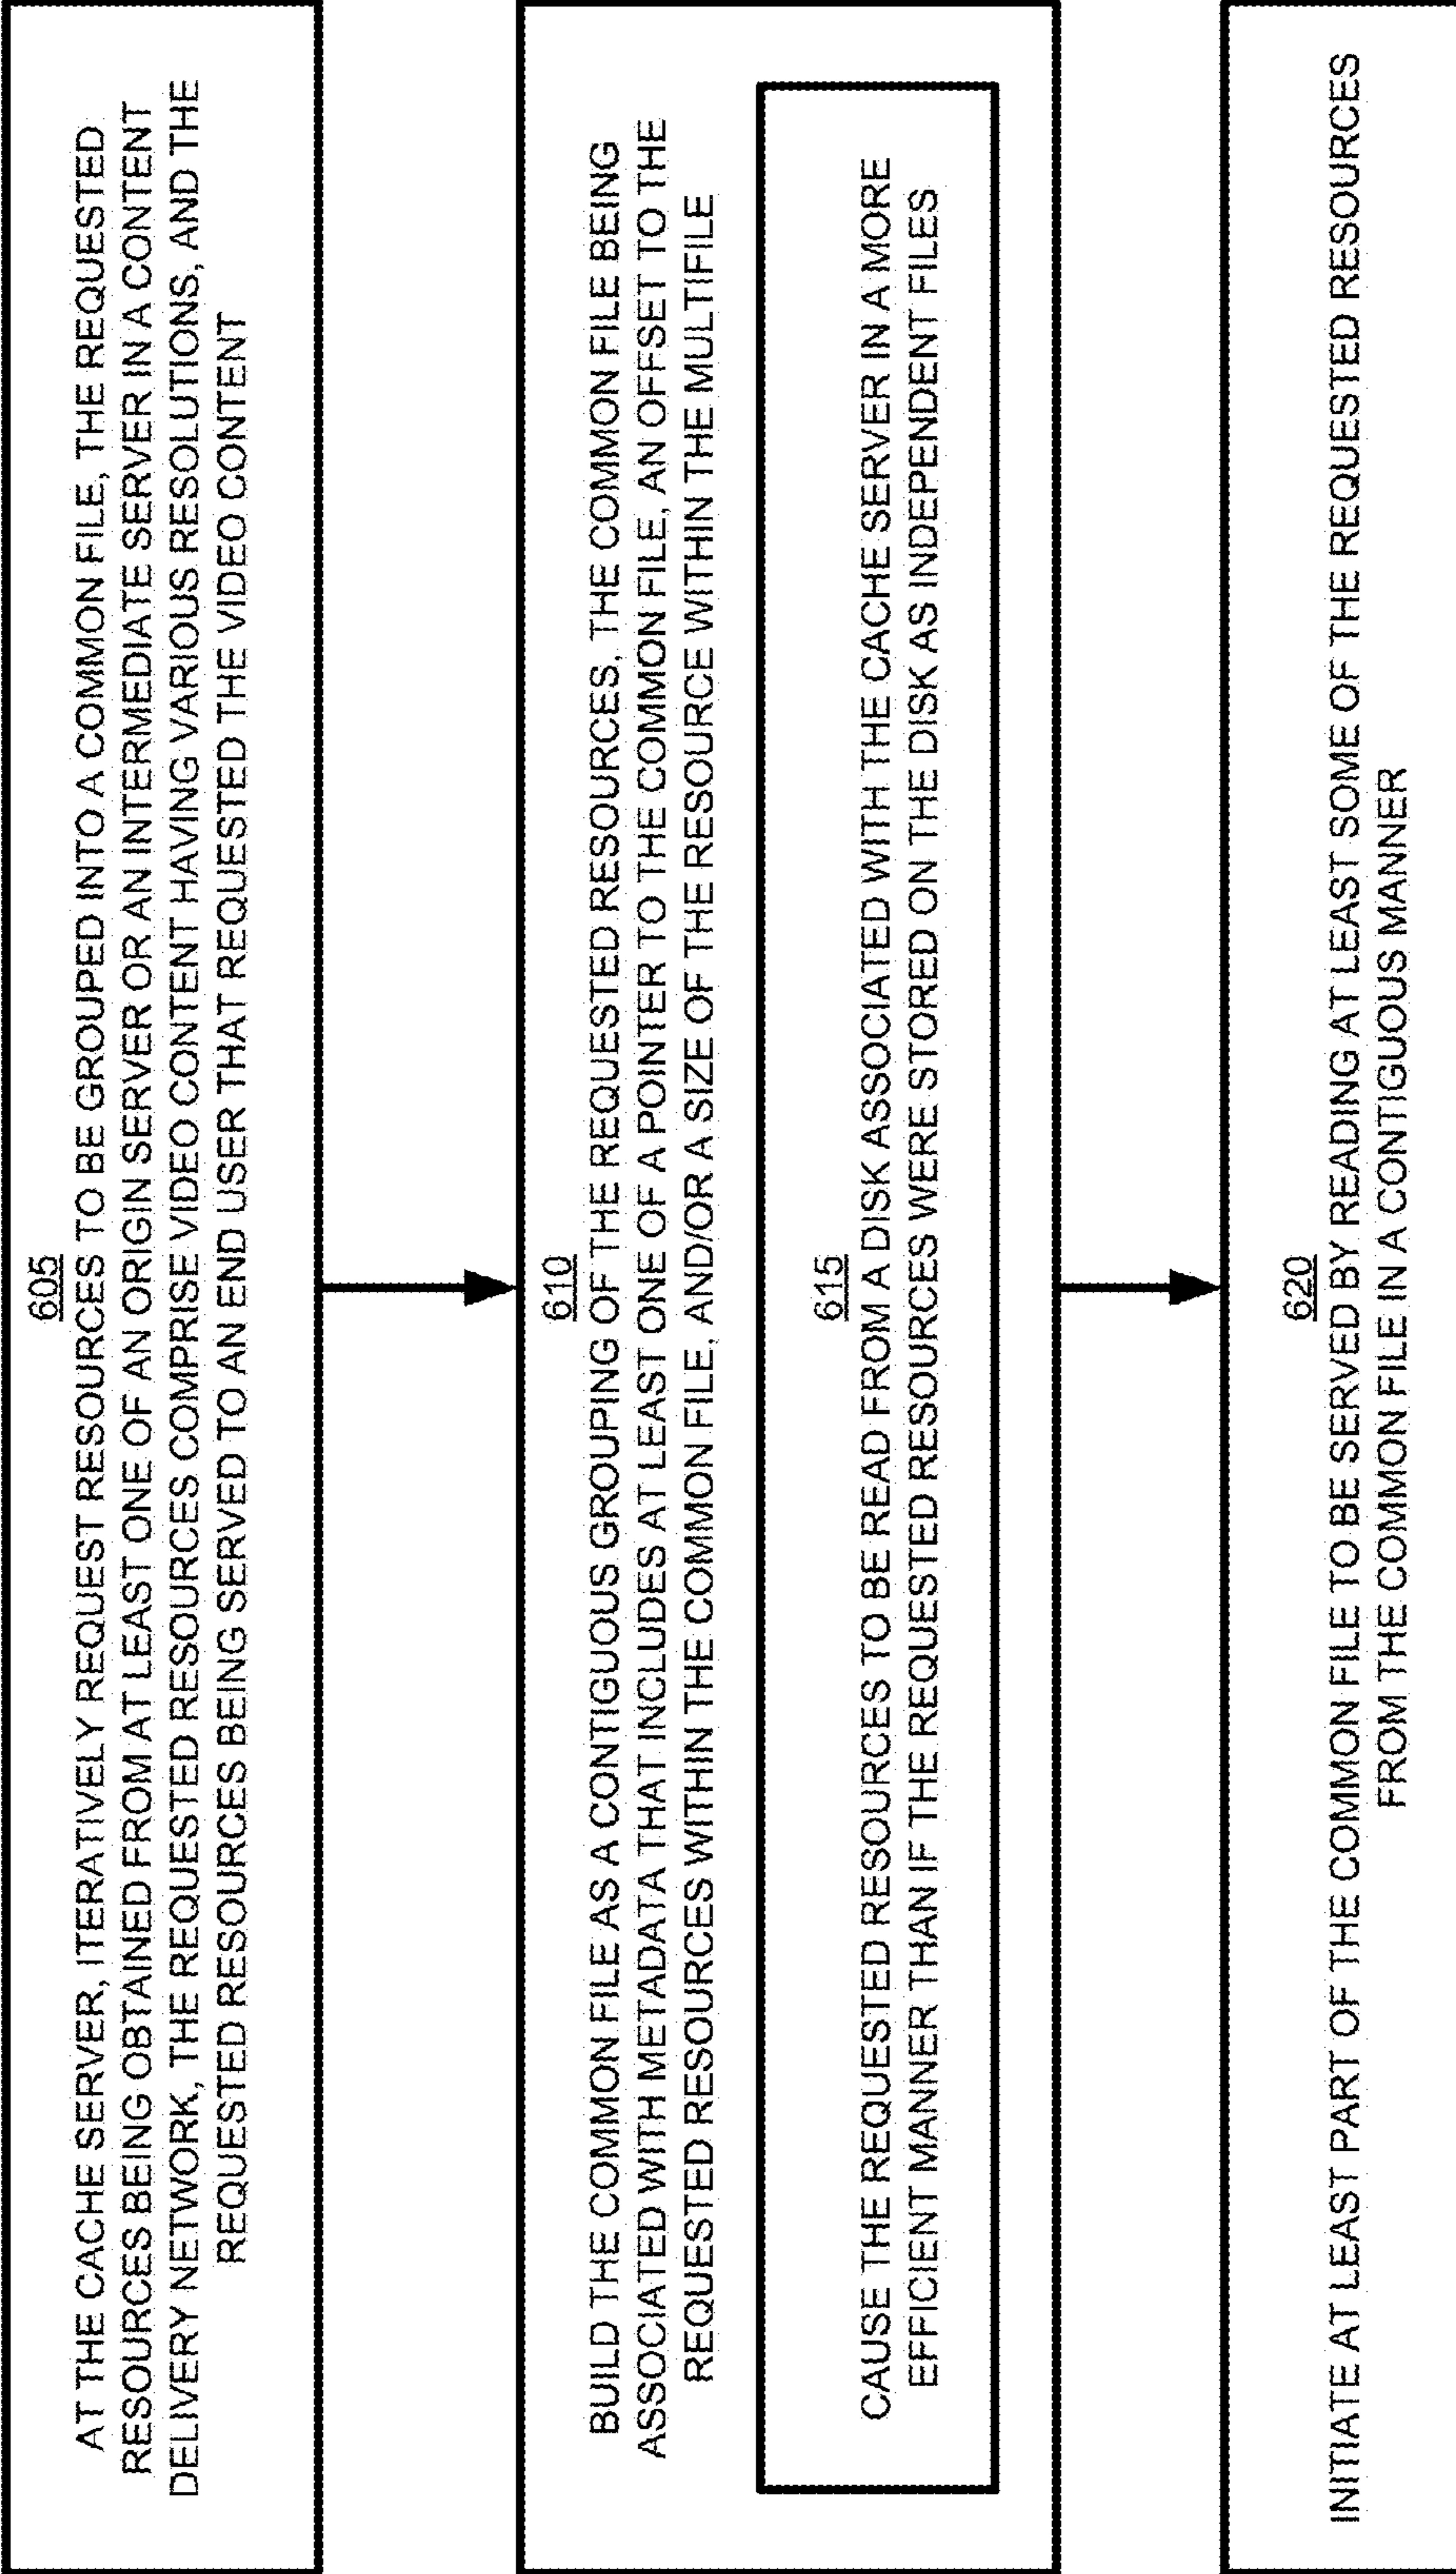 605
AT THE CACHE SERVER, ITERATIVELY REQUEST RESOURCES TO BE GROUPED INTO A COMMON FILE, THE REQUESTED
RESOURCES BEING OBTAINED FROM AT LEAST ONE OF AN ORIGIN SERVER OR AN INTERMEDIATE SERVER IN A CONTENT
DELIVERY NETWORK, THE REQUESTED RESOURCES COMPRISE VIDEO CONTENT HAVING VARIOUS RESOLUTIONS, AND THE
REQUESTED RESOURCES BEING SERVED TO AN END USER THAT REQUESTED THE VIDEO CONTENT
610
BUILD THE COMMON FILE AS A CONTIGUOUS GROUPING OF THE REQUESTED RESOURCES, THE COMMON FILE BEING
ASSOCIATED WITH METADATA THAT INCLUDES AT LEAST ONE OF A POINTER TO THE COMMON FILE, AN OFFSET TO THE
REQUESTED RESOURCES WITHIN THE COMMON FILE, AND/OR A SIZE OF THE RESOURCE WITHIN THE MULTIFILE
615
CAUSE THE REQUESTED RESOURCES TO BE READ FROM A DISK ASSOCIATED WITH THE CACHE SERVER IN A MORE
EFFICIENT MANNER THAN IF THE REQUESTED RESOURCES WERE STORED ON THE DISK AS INDEPENDENT FILES
620
INITIATE AT LEAST PART OF THE COMMON FILE TO BE SERVED BY READING AT LEAST SOME OF THE REQUESTED RESOURCES
FROM THE COMMON FILE IN A CONTIGUOUS MANNER